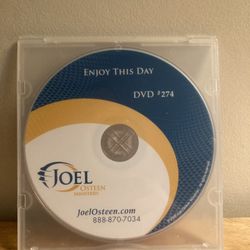 ENJOY THIS DAY
DVD #274
JOEL
OSTEEN
MINISTRIES
JoelOsteen.com
888-870-7034